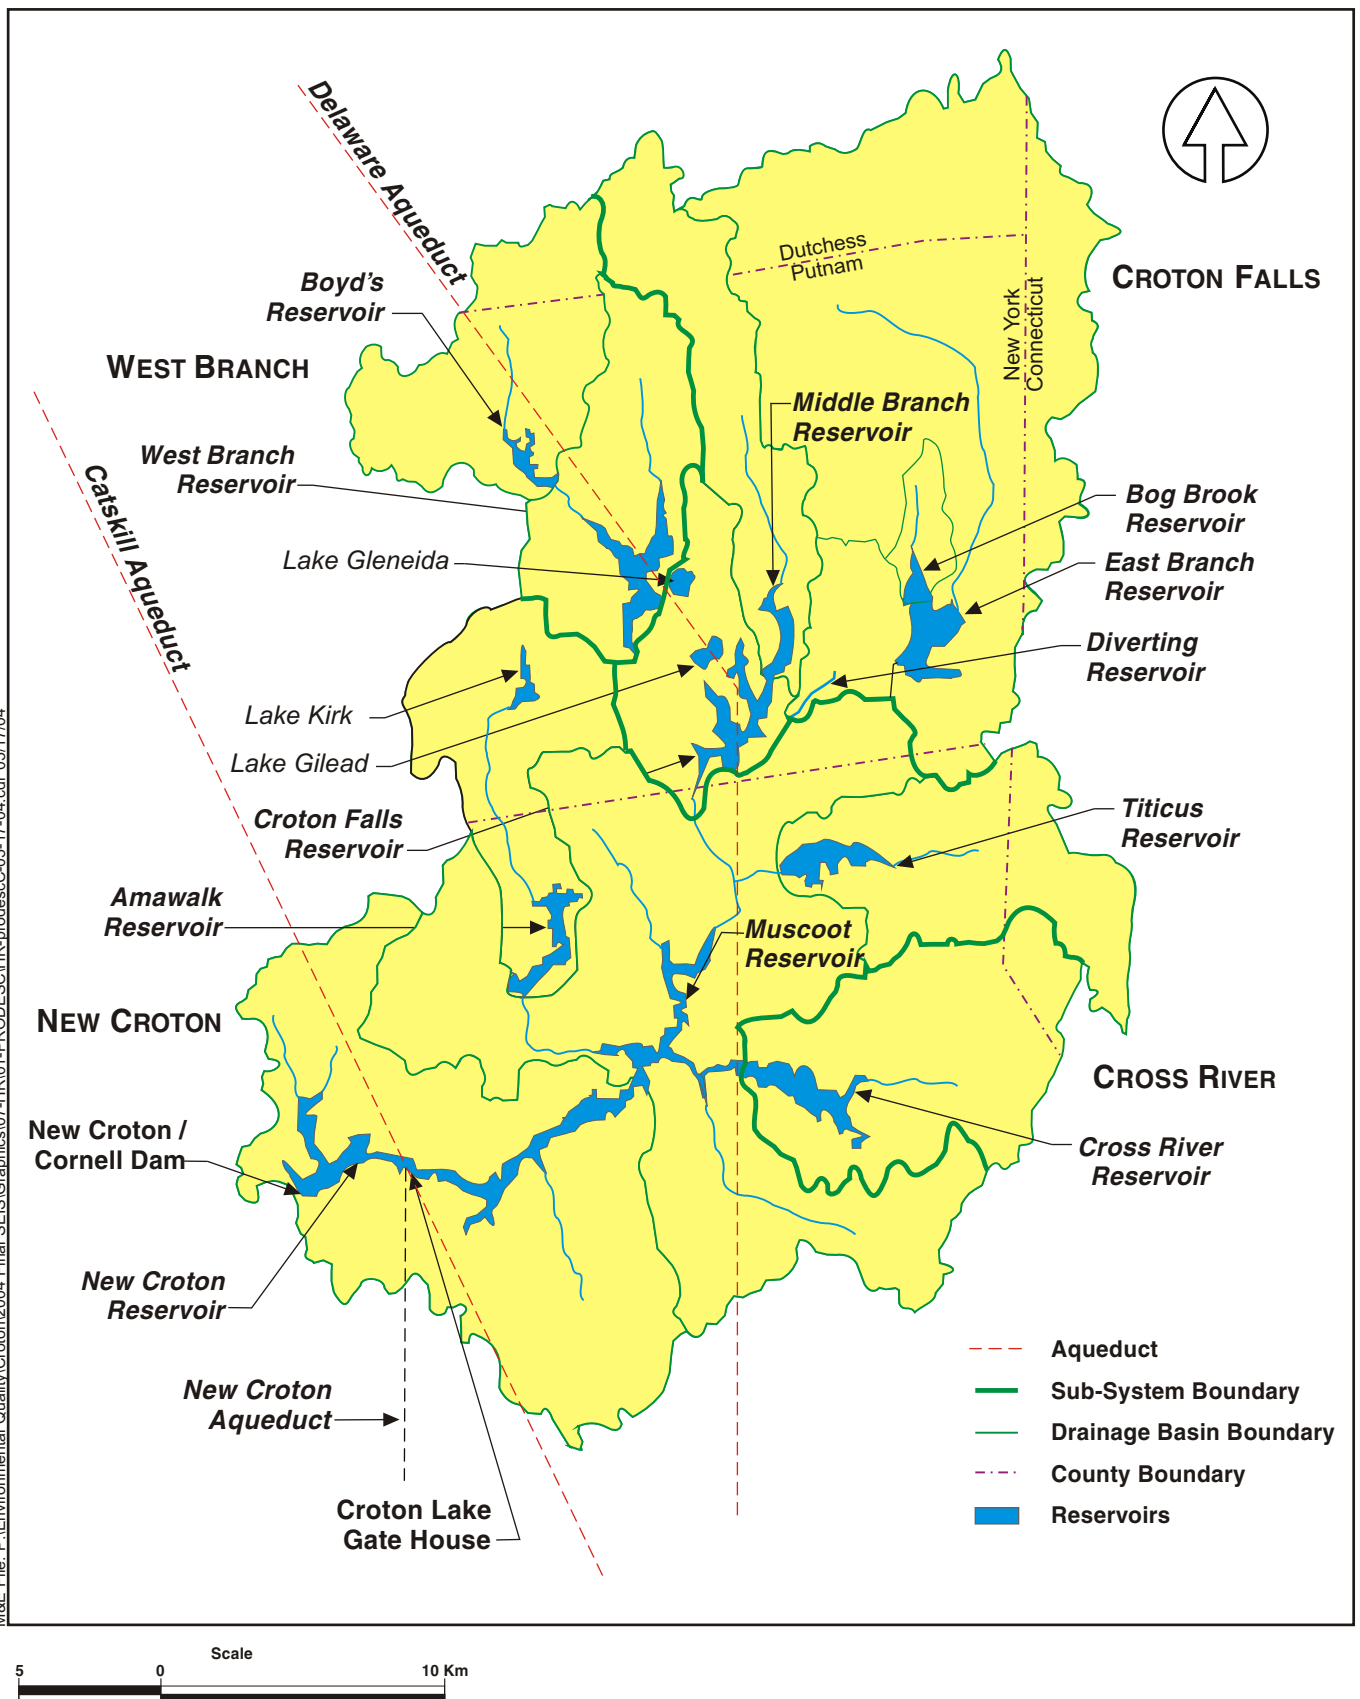 Delaware Aqueduct
Dutchess
Putnam
CROTON FALLS
Boyd's
Reservoir
New York
Connecticut
WEST BRANCH
Middle Branch
Reservoir
West Branch
Reservoir
Catskill Aqueduct
Bog Brook
Reservoir
Lake Gleneida
East Branch
Reservoir
Diverting
Reservoir
Lake Kirk
Lake Gilead
Croton Falls
Reservoir
Titicus
Reservoir
Amawalk
Reservoir
Muscoot
Reservoir
NEW CROTON
CROSS RIVER
New Croton /
Cornell Dam
Cross River
Reservoir
New Croton
Reservoir
New Croton
Aqueduct
Croton Lake
Gate House
Aqueduct
Sub-System Boundary
Drainage Basin Boundary
County Boundary
Reservoirs
Scale
5 0 10 Km